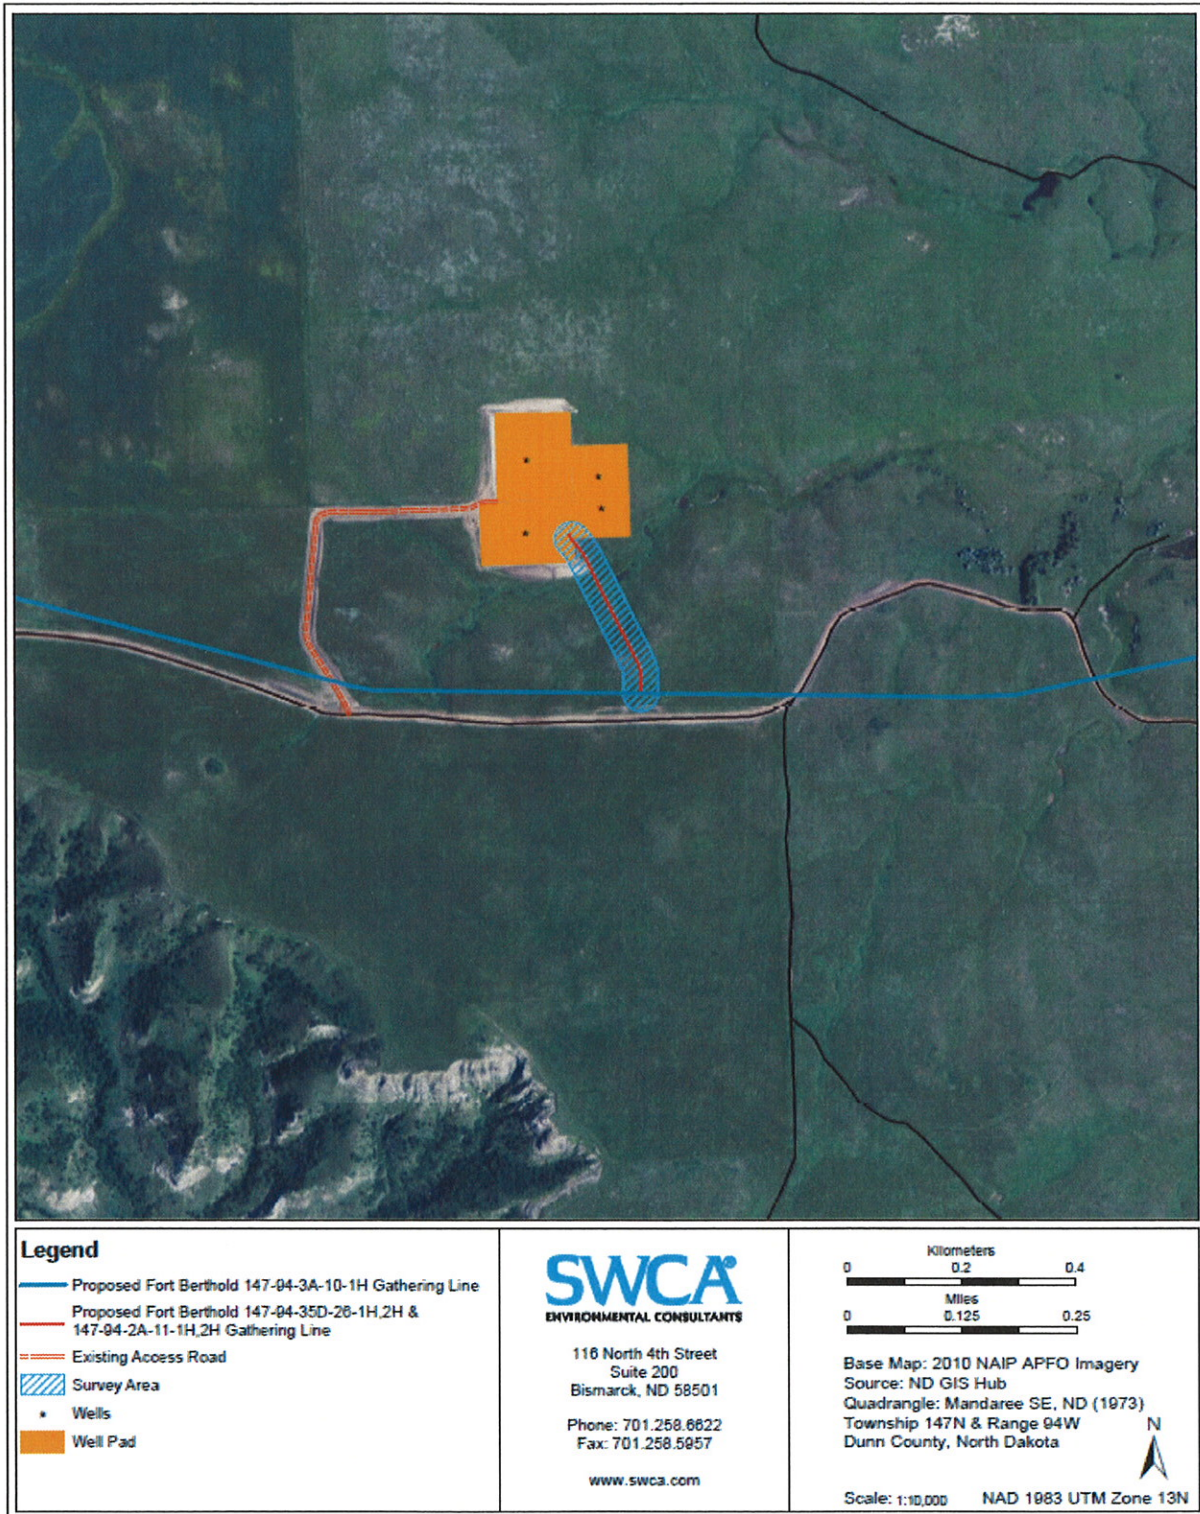 Legend
Proposed Fort Berthold 147-94-3A-10-1H Gathering Line
Proposed Fort Berthold 147-94-35D-26-1H,2H &
147-94-2A-11-1H,2H Gathering Line
Existing Access Road
Survey Area
Wells
Well Pad
SWCA®
ENVIRONMENTAL CONSULTANTS
116 North 4th Street
Suite 200
Bismarck, ND 58501
Phone: 701.258.6622
Fax: 701.258.5957
www.swca.com
Kilometers
0 0.2 0.4
Miles
0 0.125 0.25
Base Map: 2010 NAIP APFO Imagery
Source: ND GIS Hub
Quadrangle: Mandaree SE, ND (1973)
Township 147N & Range 94W
Dunn County, North Dakota
N
Scale: 1:10,000 NAD 1983 UTM Zone 13N